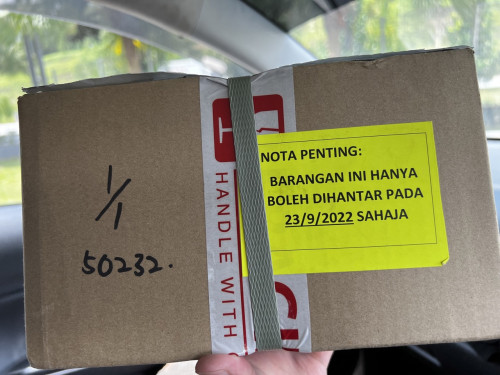 1/1
50232.
HANDLE WITH
NOTA PENTING:
BARANGAN INI HANYA
BOLEH DIHANTAR PADA
23/9/2022 SAHAJA